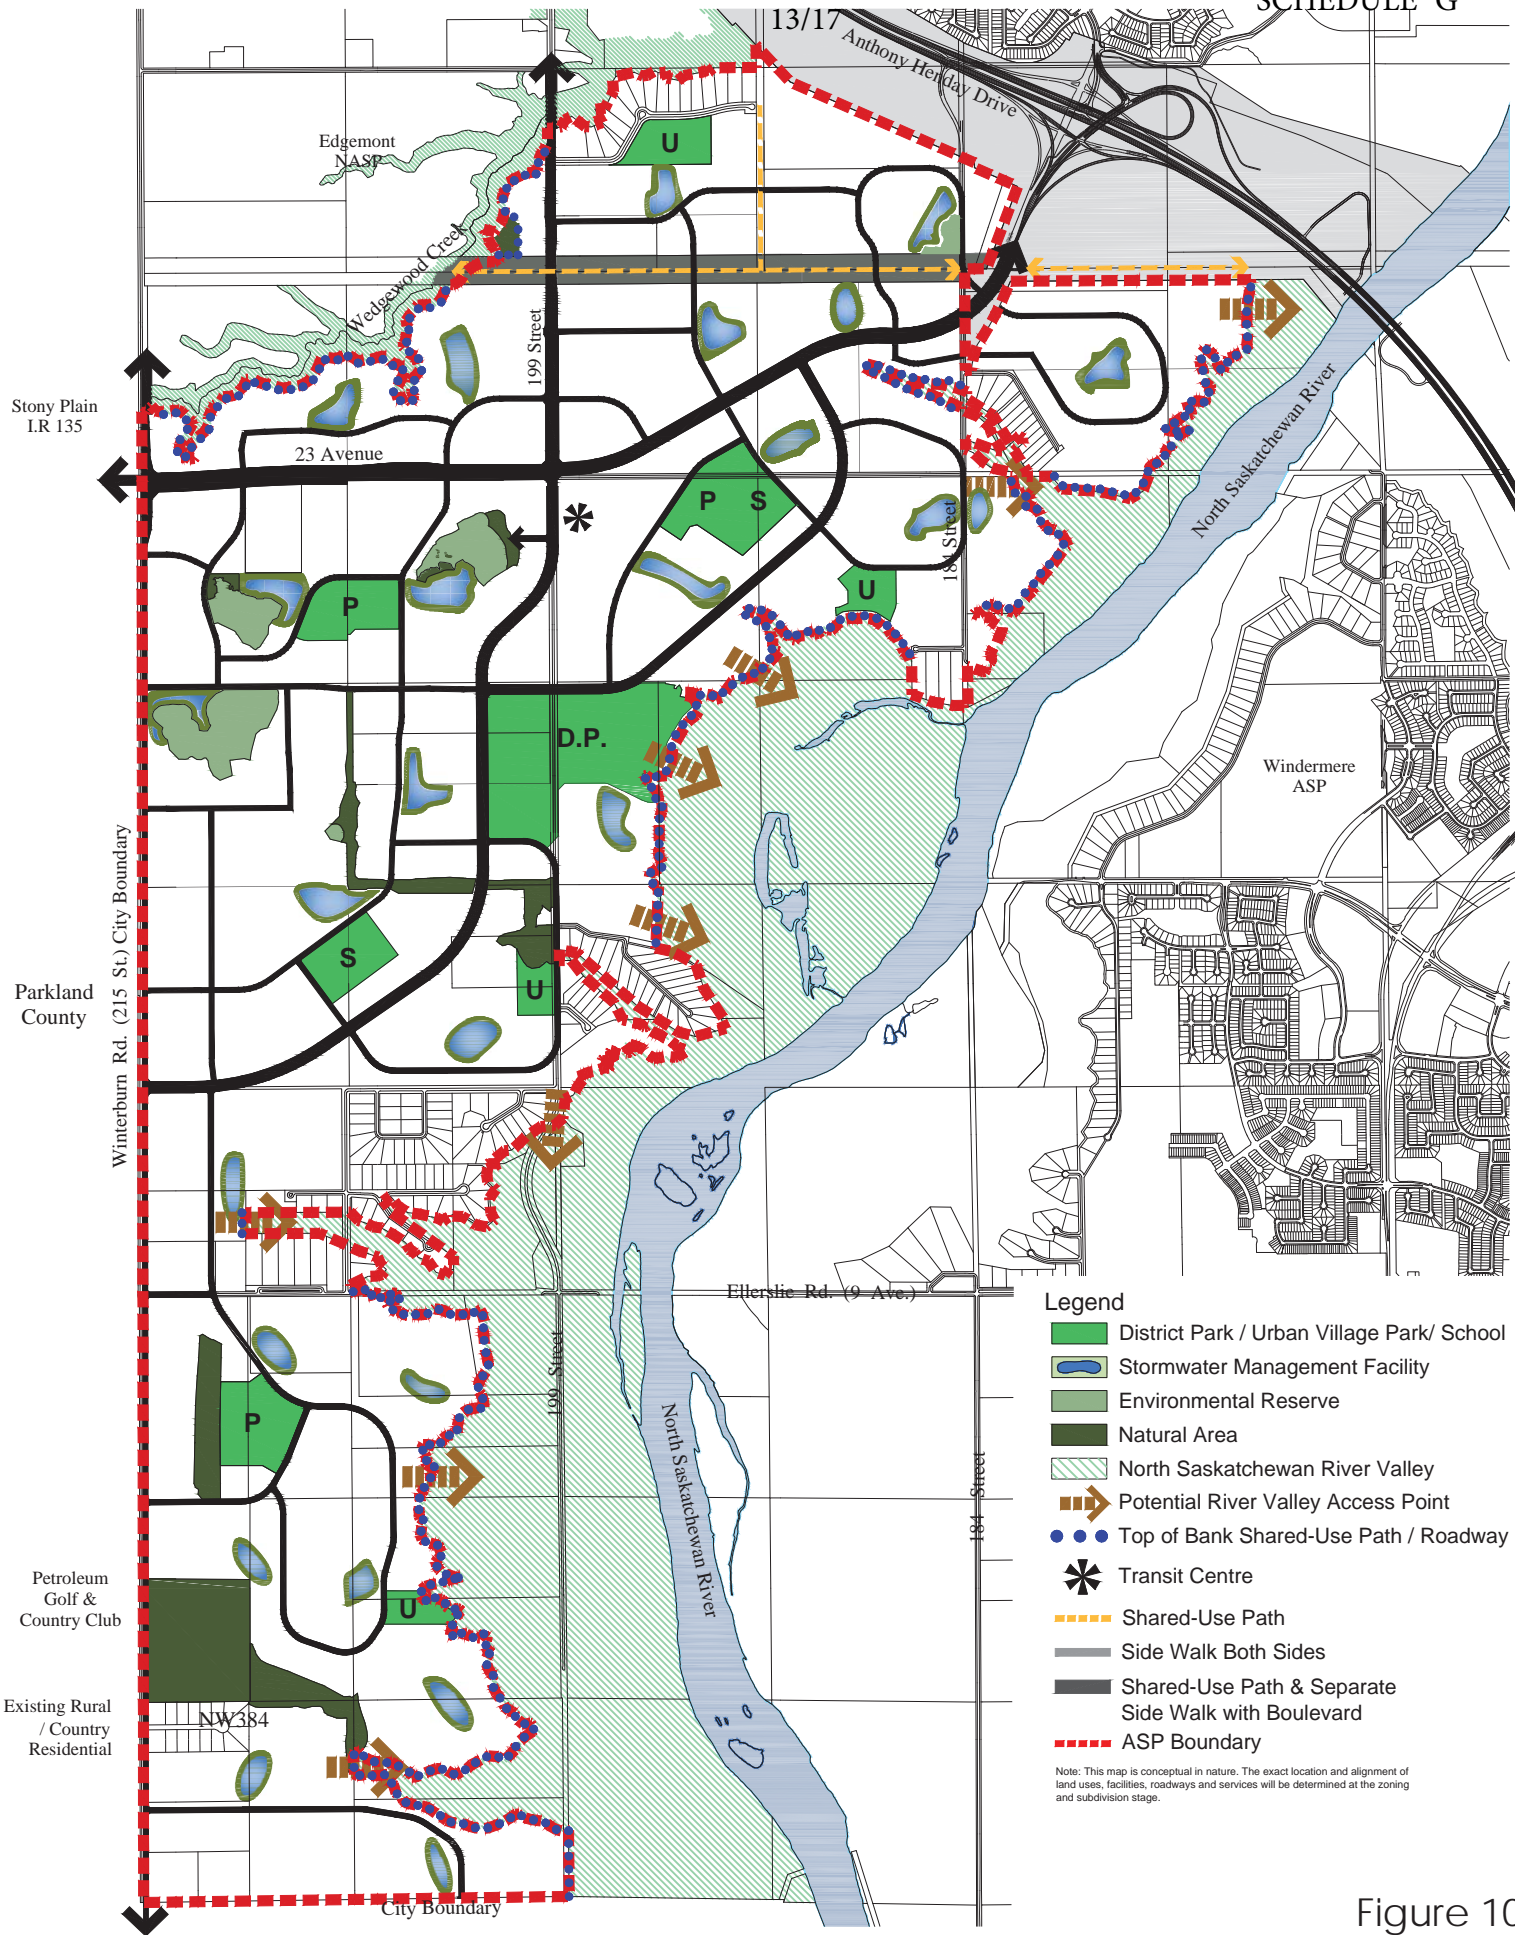 SCHEDULE "G"
13/17
Anthony Henday Drive
Edgemont
NASP
U
Wedgewood Creek
199 Street
Stony Plain
I.R 135
23 Avenue
North Saskatchewan River
P S
184 Street
P
U
D.P.
Windermere
ASP
Winterburn Rd. (215 St.) City Boundary
S
U
Parkland
County
Ellerslie Rd. (9 Ave.)
199 Street
P
North Saskatchewan River
184 Street
Petroleum
Golf &
Country Club
U
Existing Rural
/ Country
Residential
NW384
City Boundary
Legend
District Park / Urban Village Park/ School
Stormwater Management Facility
Environmental Reserve
Natural Area
North Saskatchewan River Valley
Potential River Valley Access Point
Top of Bank Shared-Use Path / Roadway
Transit Centre
Shared-Use Path
Side Walk Both Sides
Shared-Use Path & Separate
Side Walk with Boulevard
ASP Boundary
Note: This map is conceptual in nature. The exact location and alignment of
land uses, facilities, roadways and services will be determined at the zoning
and subdivision stage.
Figure 10